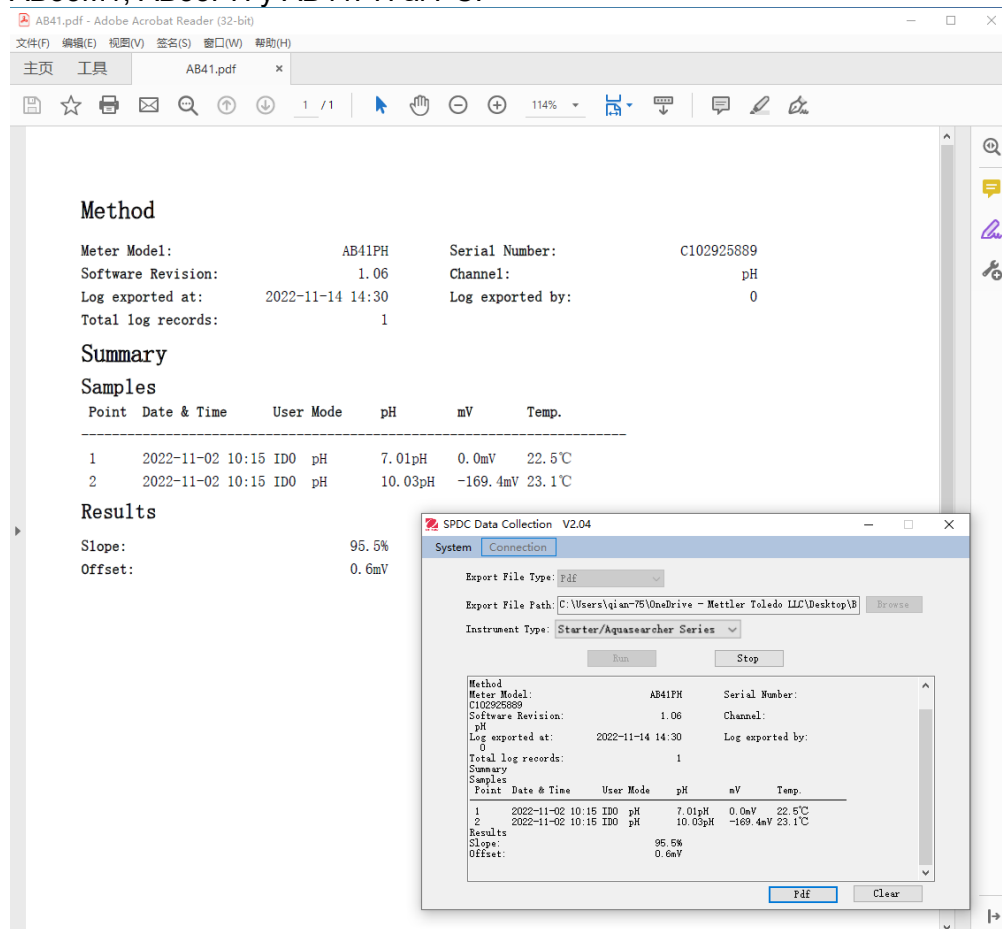 AB41.pdf - Adobe Acrobat Reader (32-bit)
文件(F) 编辑(E) 视图(V) 签名(S) 窗口(W) 帮助(H)
主页 工具 AB41.pdf ×
1 / 1 114%
Method
Meter Model: AB41PH Serial Number: C102925889
Software Revision: 1.06 Channel: pH
Log exported at: 2022-11-14 14:30 Log exported by: 0
Total log records: 1
Summary
Samples
Point Date & Time User Mode pH mV Temp.
1 2022-11-02 10:15 ID0 pH 7.01pH 0.0mV 22.5℃
2 2022-11-02 10:15 ID0 pH 10.03pH -169.4mV 23.1℃
Results
Slope: 95.5%
Offset: 0.6mV
SPDC Data Collection V2.04
System Connection
Export File Type: Pdf
Export File Path: C:\Users\qian-75\OneDrive - Mettler Toledo LLC\Desktop\B Browse
Instrument Type: Starter/Aquasearcher Series
Run Stop
Method
Meter Model: AB41PH Serial Number:
C102925889
Software Revision: 1.06 Channel:
pH
Log exported at: 2022-11-14 14:30 Log exported by:
0
Total log records: 1
Summary
Samples
Point Date & Time User Mode pH mV Temp.
1 2022-11-02 10:15 ID0 pH 7.01pH 0.0mV 22.5℃
2 2022-11-02 10:15 ID0 pH 10.03pH -169.4mV 23.1℃
Results
Slope: 95.5%
Offset: 0.6mV
Pdf Clear